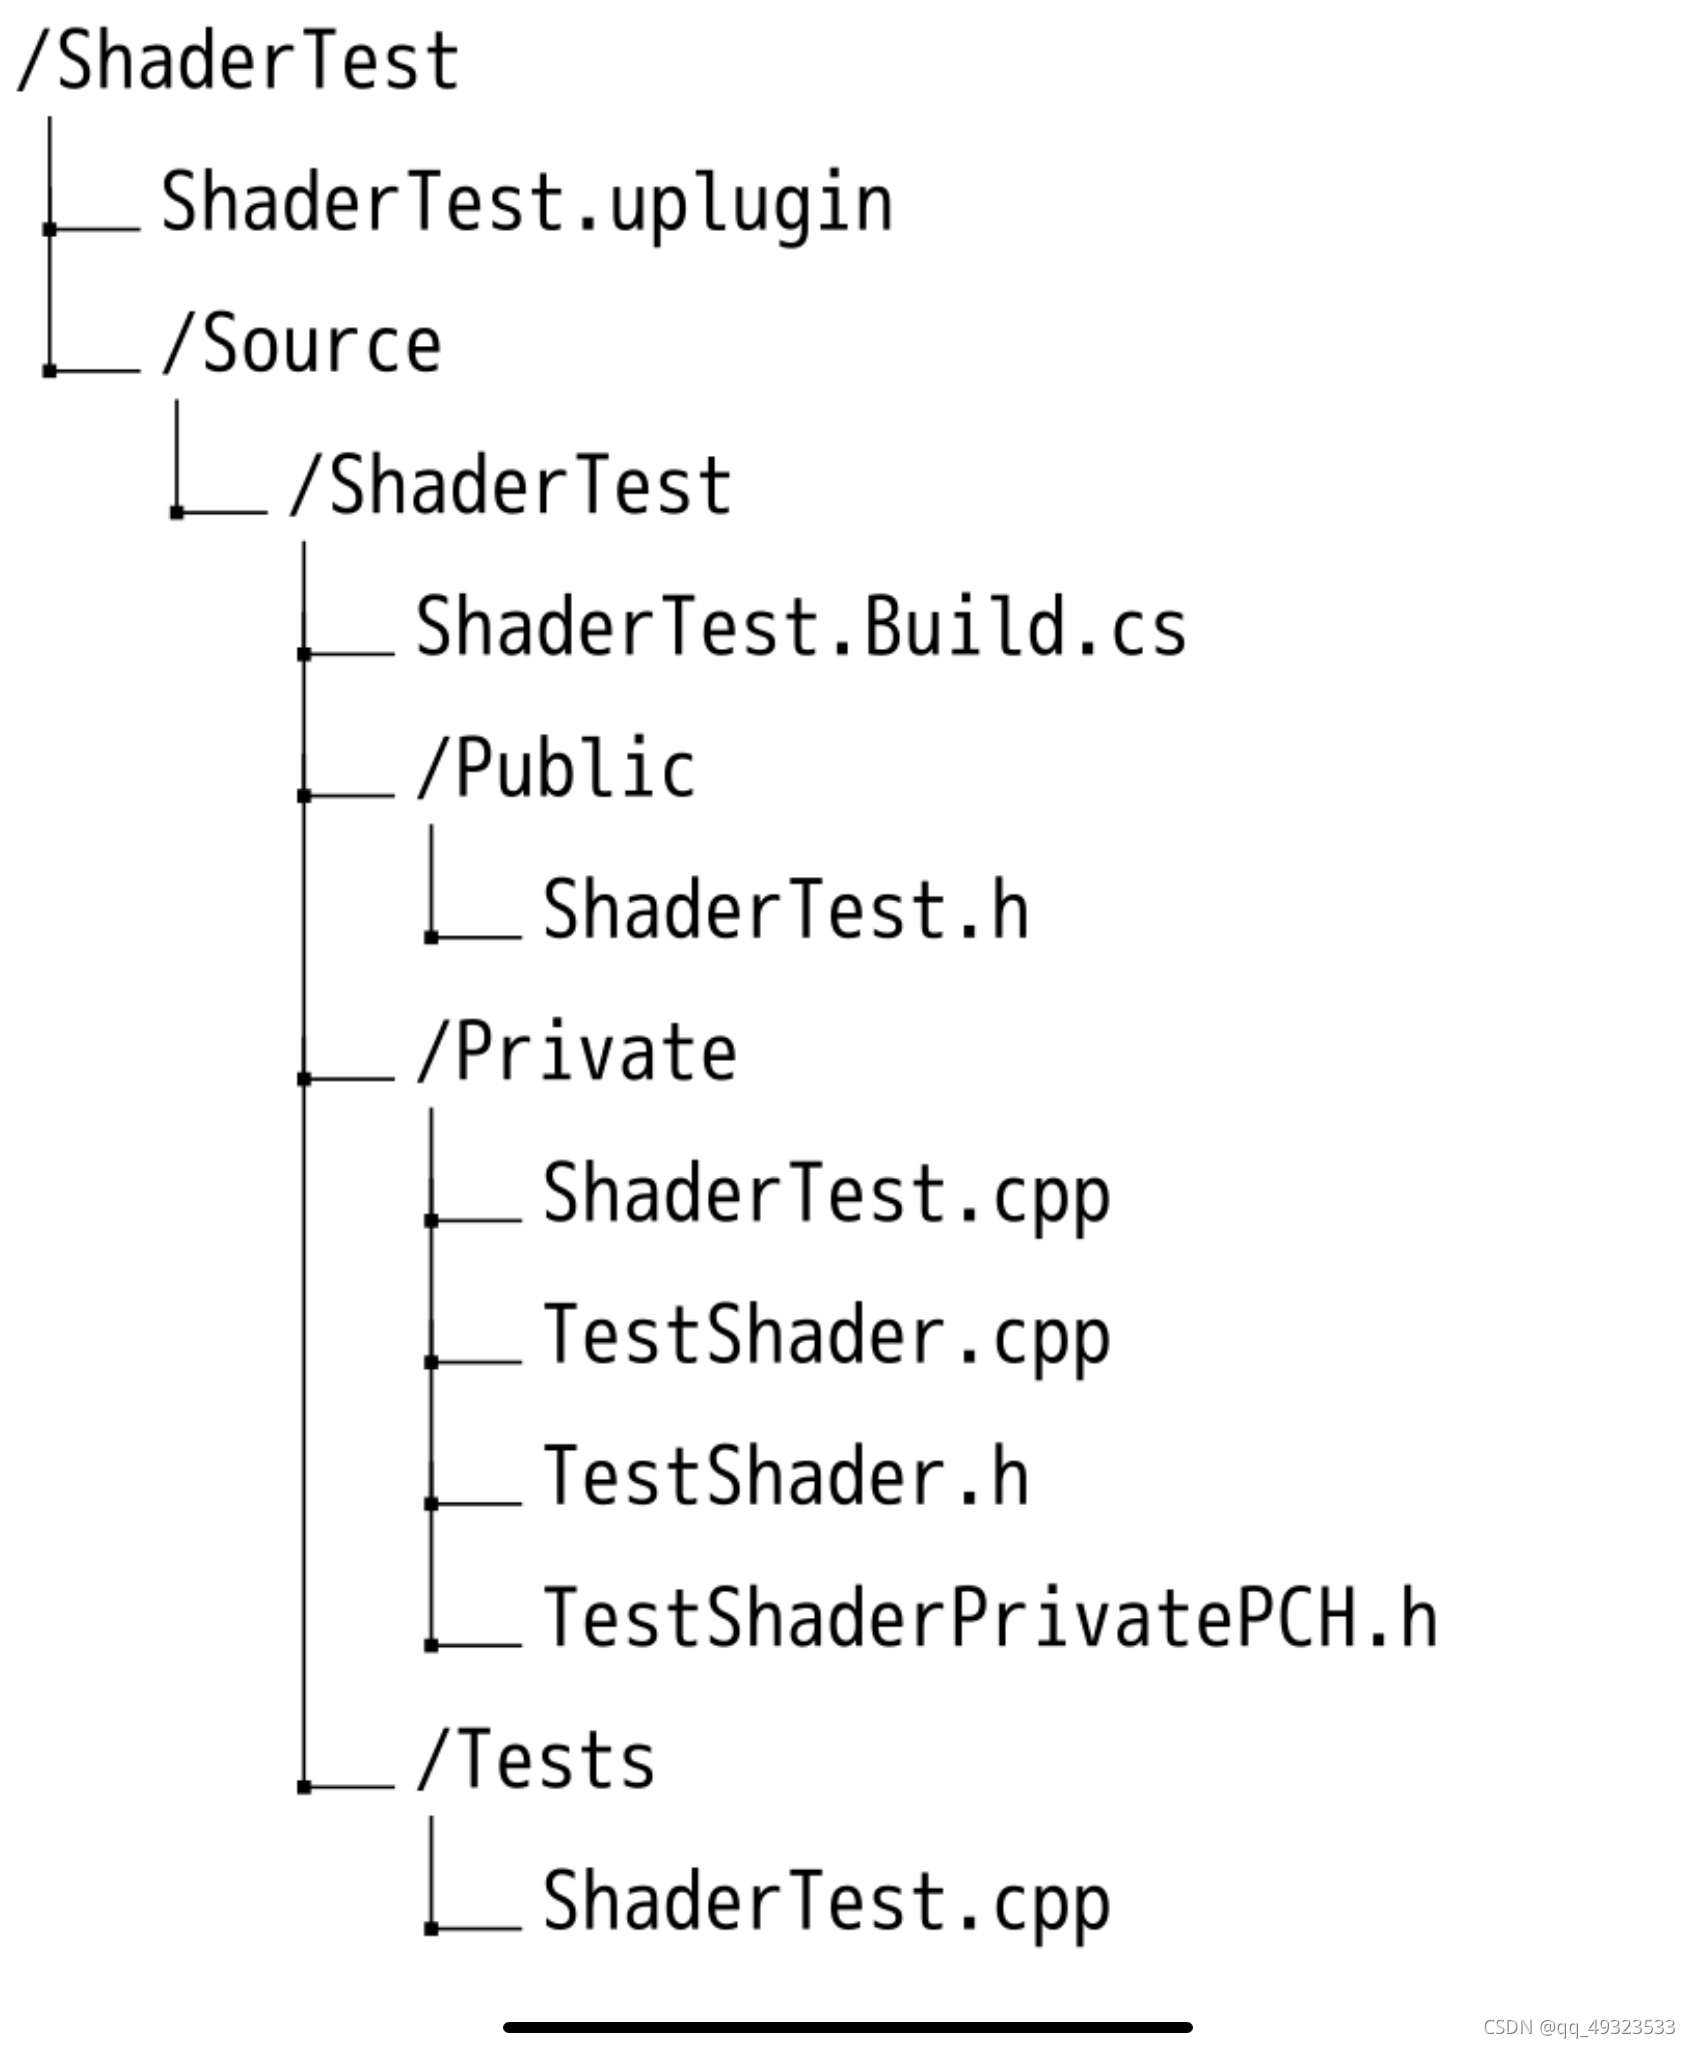 /ShaderTest
ShaderTest.uplugin
/Source
/ShaderTest
ShaderTest.Build.cs
/Public
ShaderTest.h
/Private
ShaderTest.cpp
TestShader.cpp
TestShader.h
TestShaderPrivatePCH.h
/Tests
ShaderTest.cpp
CSDN @qq_49323533